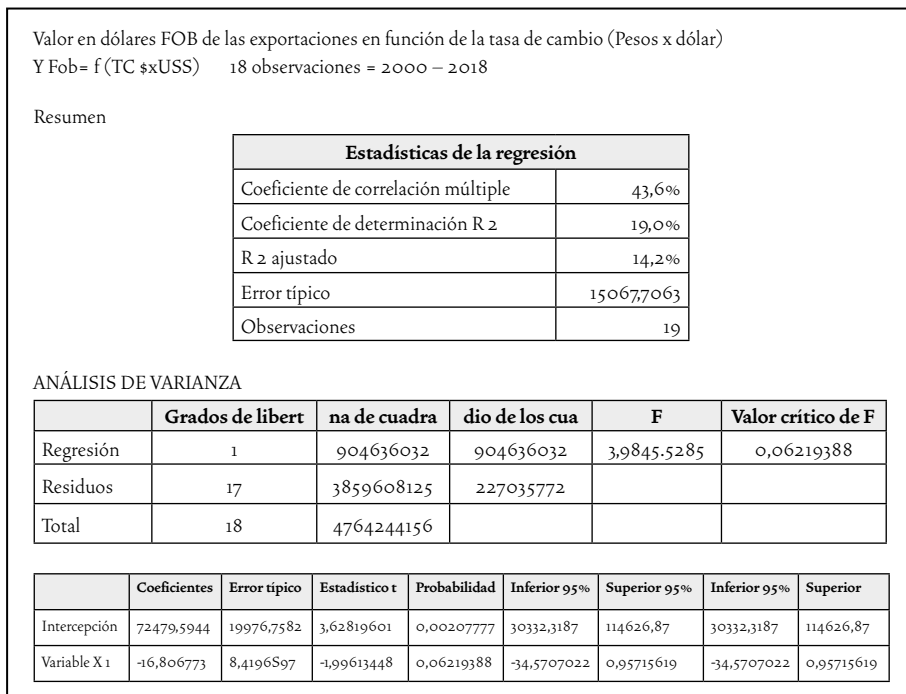 Valor en dólares FOB de las exportaciones en función de la tasa de cambio (Pesos x dólar)
Y Fob= f (TC $xUSS) 18 observaciones = 2000 – 2018
Resumen
Estadísticas de la regresión
Coeficiente de correlación múltiple 43,6%
Coeficiente de determinación R 2 19,0%
R 2 ajustado 14,2%
Error típico 15067,7063
Observaciones 19
ANÁLISIS DE VARIANZA
Grados de libert na de cuadra dio de los cua F Valor crítico de F
Regresión 1 904636032 904636032 3,9845.5285 0,06219388
Residuos 17 3859608125 227035772
Total 18 4764244156
Coeficientes Error típico Estadístico t Probabilidad Inferior 95% Superior 95% Inferior 95% Superior
Intercepción 72479,5944 19976,7582 3,62819601 0,00207777 30332,3187 114626,87 30332,3187 114626,87
Variable X 1 -16,806773 8,4196S97 -1,99613448 0,06219388 -34,5707022 0,95715619 -34,5707022 0,95715619